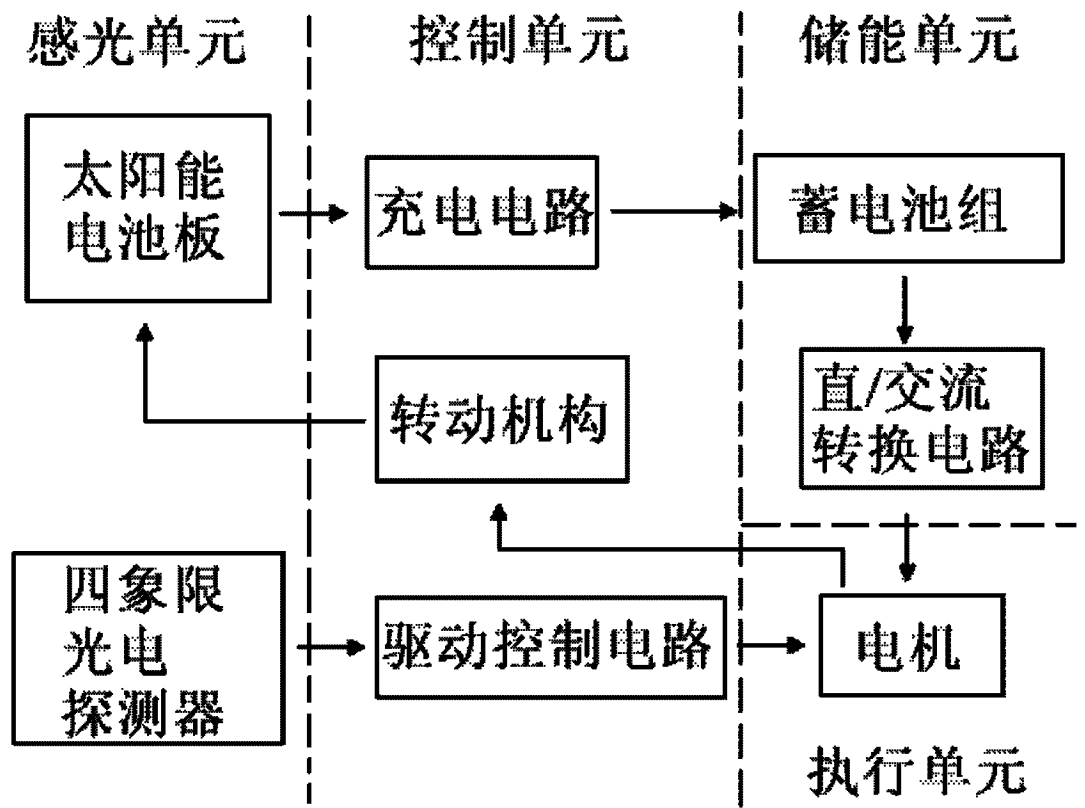 感光单元
控制单元
储能单元
太阳能
电池板
充电电路
蓄电池组
转动机构
直/交流
转换电路
四象限
光电
探测器
驱动控制电路
电机
执行单元